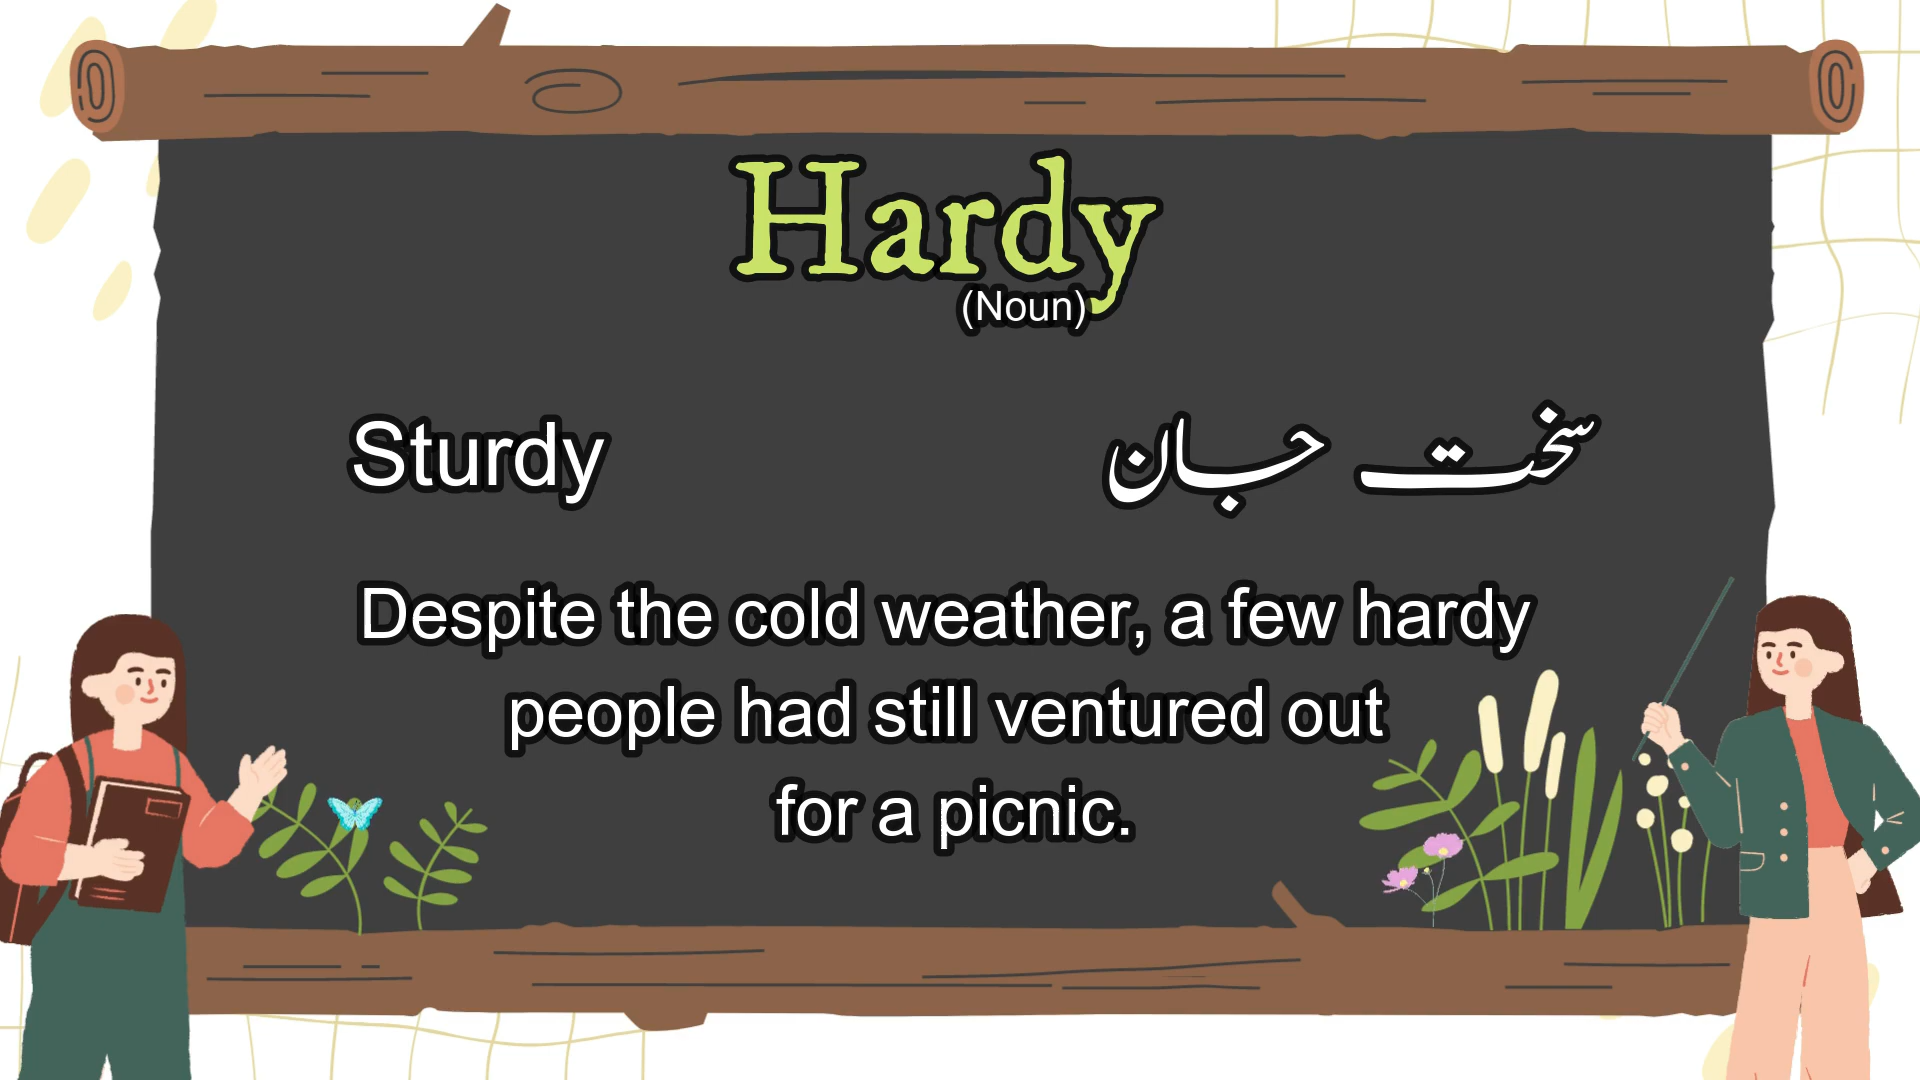 Hardy
(Noun)
Sturdy
سخت جان
Despite the cold weather, a few hardy
people had still ventured out
for a picnic.